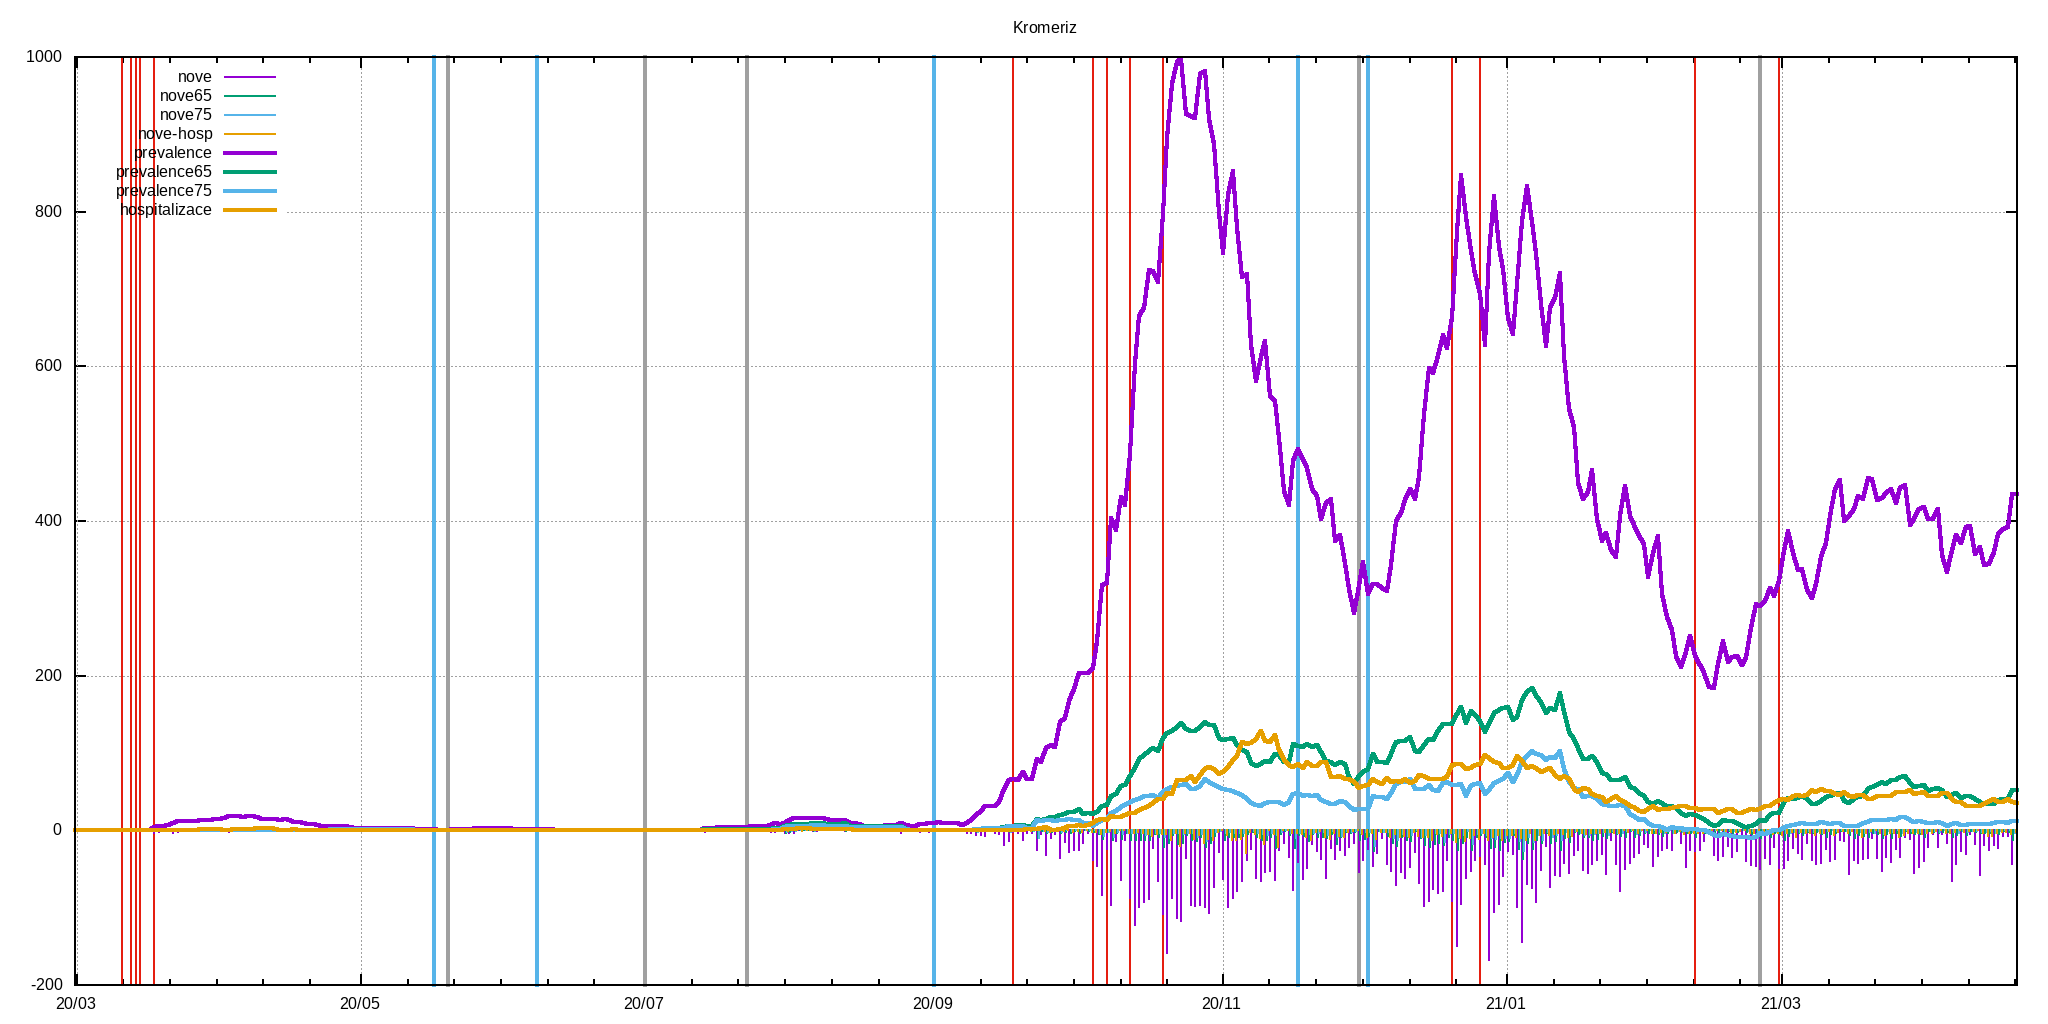 Kromeriz
1000
800
600
400
200
0
-200
nove
nove65
nove75
nove-hosp
prevalence
prevalence65
prevalence75
hospitalizace
20/03
20/05
20/07
20/09
20/11
21/01
21/03